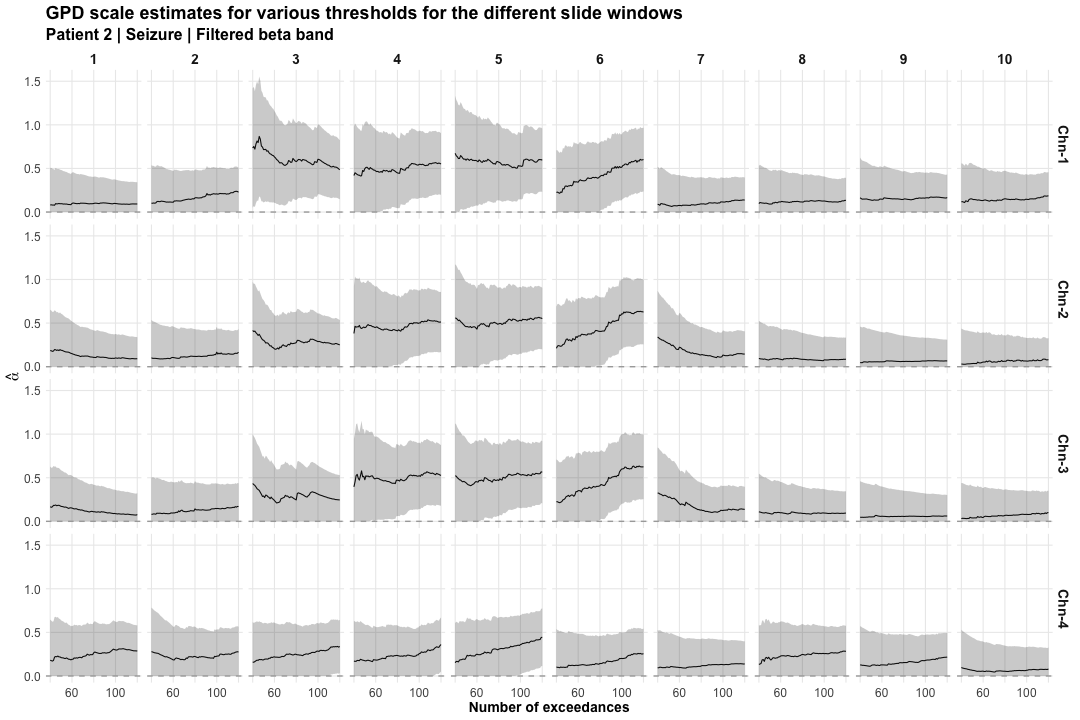 GPD scale estimates for various thresholds for the different slide windows
Patient 2 | Seizure | Filtered beta band
1 2 3 4 5 6 7 8 9 10
1.5
1.0
0.5
0.0
Chn-1
1.5
1.0
0.5
0.0
Chn-2
1.5
1.0
0.5
0.0
Chn-3
1.5
1.0
0.5
0.0
Chn-4
α̂
60 100 60 100 60 100 60 100 60 100 60 100 60 100 60 100 60 100 60 100
Number of exceedances